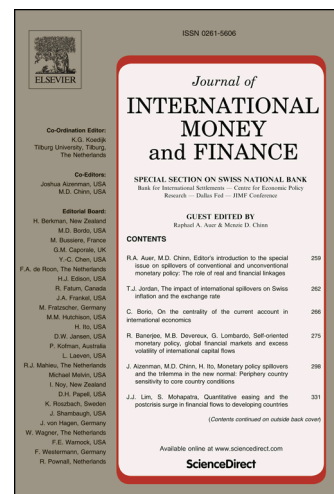 ISSN 0261-5606
ELSEVIER
Co-Ordination Editor:
K.G. Koedijk
Tilburg University, Tilburg,
The Netherlands
Co-Editors:
Joshua Aizenman, USA
M.D. Chinn, USA
Editorial Board:
H. Berkman, New Zealand
M.D. Bordo, USA
M. Bussiere, France
G.M. Caporale, UK
Y.-C. Chen, USA
F.A. de Roon, The Netherlands
H.J. Edison, USA
R. Fatum, Canada
J.A. Frankel, USA
M. Fratzscher, Germany
M.M. Hutchison, USA
H. Ito, USA
D.W. Jansen, USA
P. Kofman, Australia
L. Laeven, USA
R.J. Mahieu, The Netherlands
Michael Melvin, USA
I. Noy, New Zealand
D.H. Papell, USA
K. Roszbach, Sweden
J. Shambaugh, USA
J. von Hagen, Germany
W. Wagner, The Netherlands
F.E. Warnock, USA
F. Westermann, Germany
R. Pownall, Netherlands
Journal of
INTERNATIONAL
MONEY
and FINANCE
SPECIAL SECTION ON SWISS NATIONAL BANK
Bank for International Settlements — Centre for Economic Policy
Research — Dallas Fed — JIMF Conference
GUEST EDITED BY
Raphael A. Auer & Menzie D. Chinn
CONTENTS
R.A. Auer, M.D. Chinn, Editor's introduction to the special
issue on spillovers of conventional and unconventional
monetary policy: The role of real and financial linkages 259
T.J. Jordan, The impact of international spillovers on Swiss
inflation and the exchange rate 262
C. Borio, On the centrality of the current account in
international economics 266
R. Banerjee, M.B. Devereux, G. Lombardo, Self-oriented
monetary policy, global financial markets and excess
volatility of international capital flows 275
J. Aizenman, M.D. Chinn, H. Ito, Monetary policy spillovers
and the trilemma in the new normal: Periphery country
sensitivity to core country conditions 298
J.J. Lim, S. Mohapatra, Quantitative easing and the
postcrisis surge in financial flows to developing countries 331
(Contents continued on outside back cover)
Available online at www.sciencedirect.com
ScienceDirect